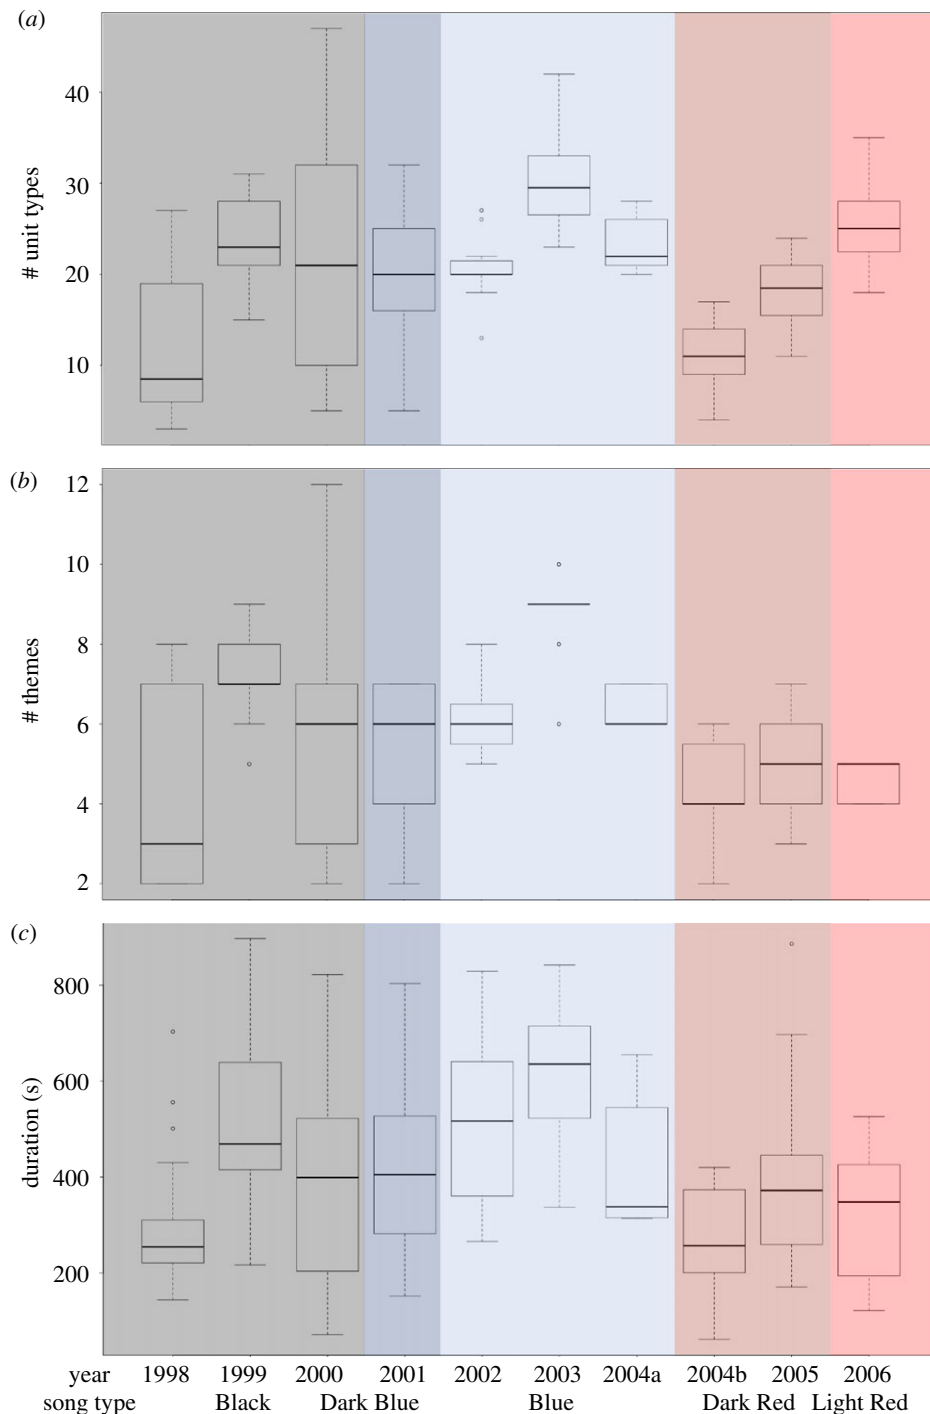 (a)
40
30
20
10
# unit types
(b)
12
10
8
6
4
2
# themes
(c)
800
600
400
200
duration (s)
year 1998 1999 2000 2001 2002 2003 2004a 2004b 2005 2006
song type Black Dark Blue Blue Dark Red Light Red